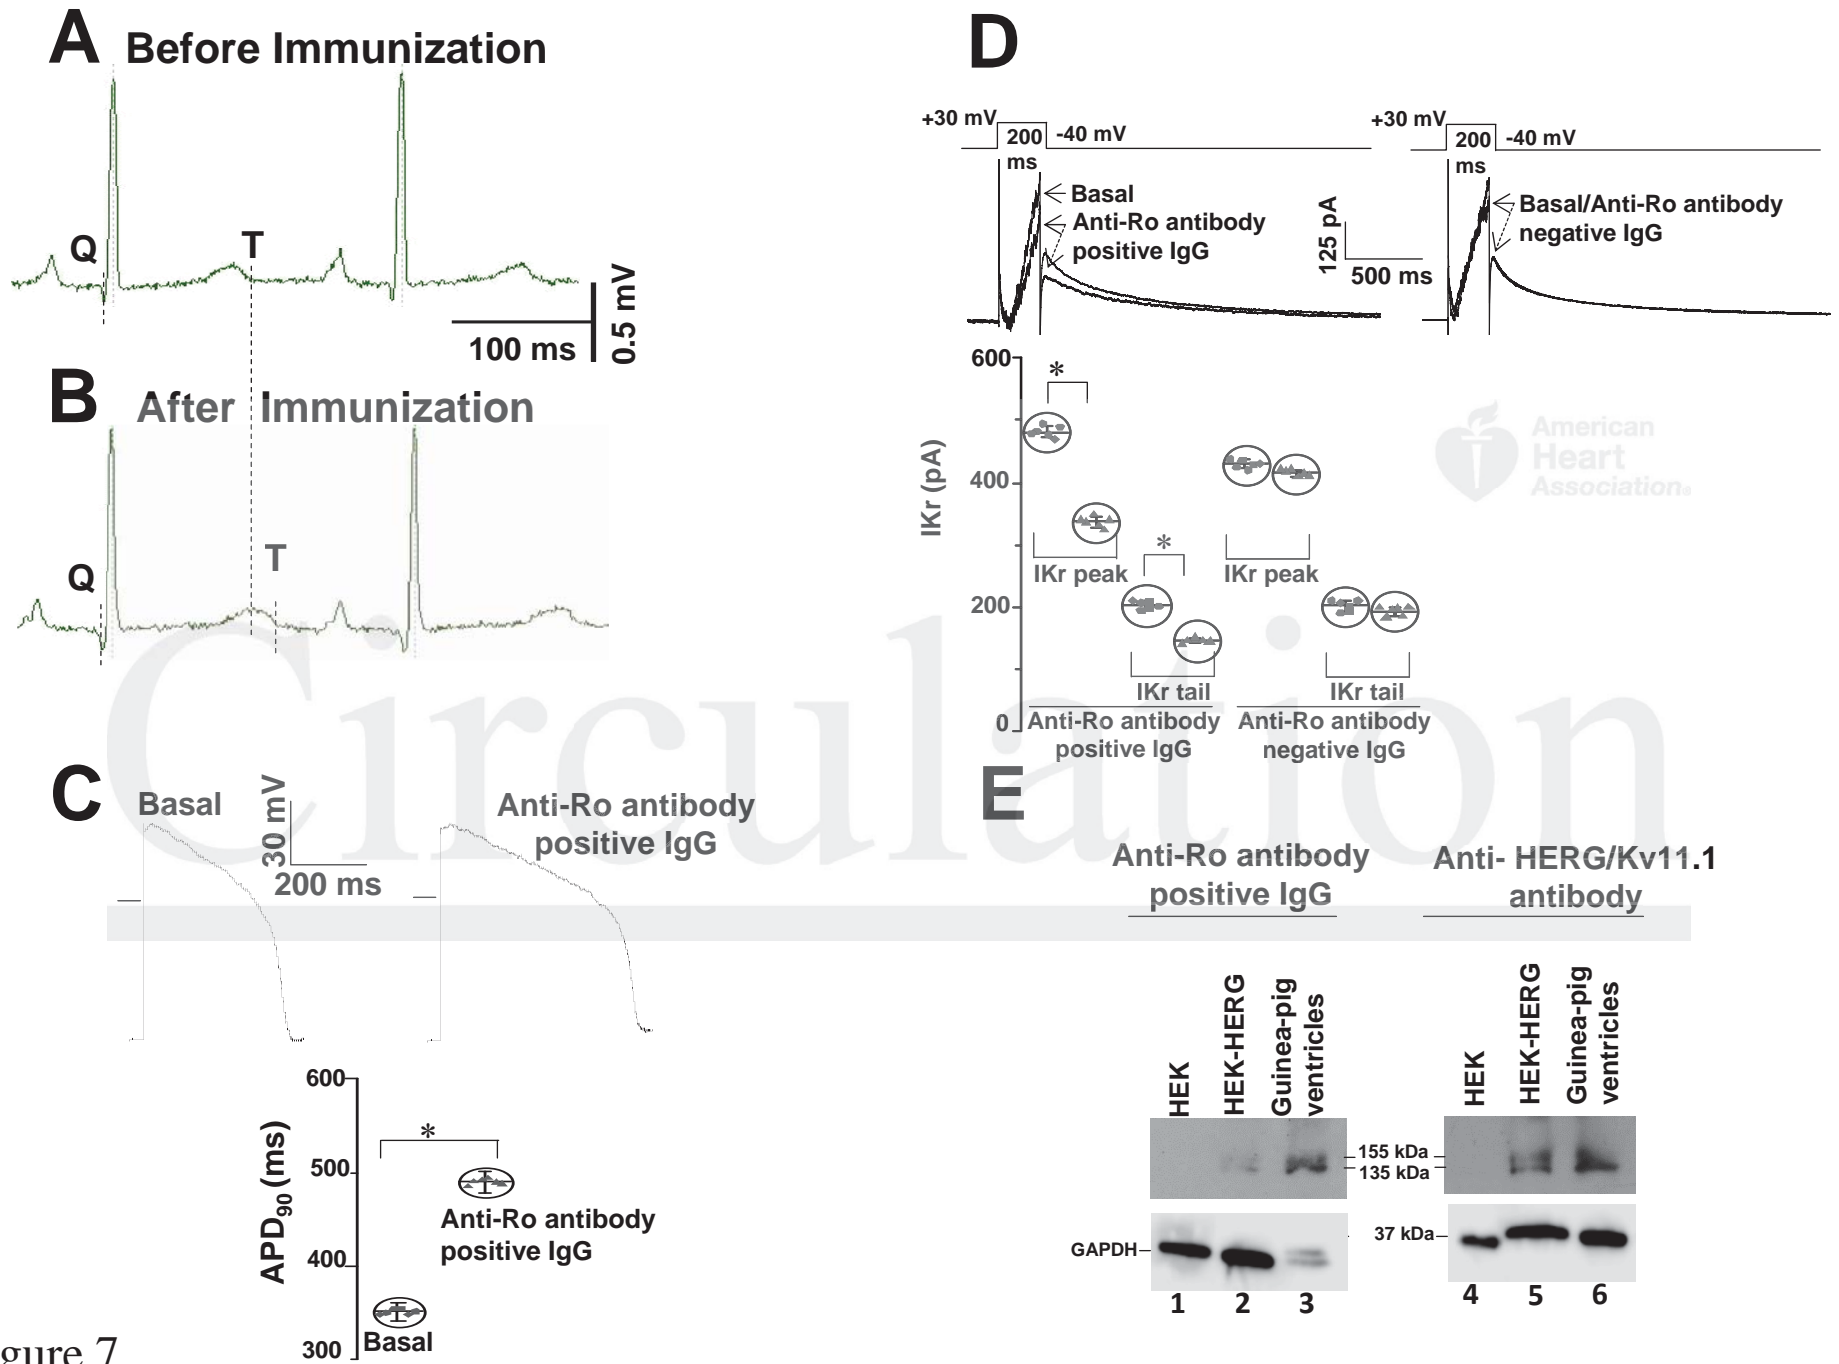 A Before Immunization
Q
T
100 ms
0.5 mV
B After Immunization
Q
T
C
Basal
30 mV
200 ms
Anti-Ro antibody
positive IgG
600
500
400
300
APD90 (ms)
*
Anti-Ro antibody
positive IgG
Basal
D
+30 mV
200
ms
-40 mV
Basal
Anti-Ro antibody
positive IgG
125 pA
500 ms
+30 mV
200
ms
-40 mV
Basal/Anti-Ro antibody
negative IgG
600
400
200
0
IKr (pA)
*
*
IKr peak
IKr tail
IKr peak
IKr tail
Anti-Ro antibody
positive IgG
Anti-Ro antibody
negative IgG
American
Heart
Association®
Circulation
E
Anti-Ro antibody
positive IgG
Anti- HERG/Kv11.1
antibody
HEK
HEK-HERG
Guinea-pig
ventricles
HEK
HEK-HERG
Guinea-pig
ventricles
155 kDa
135 kDa
GAPDH
37 kDa
1 2 3
4 5 6
gure 7